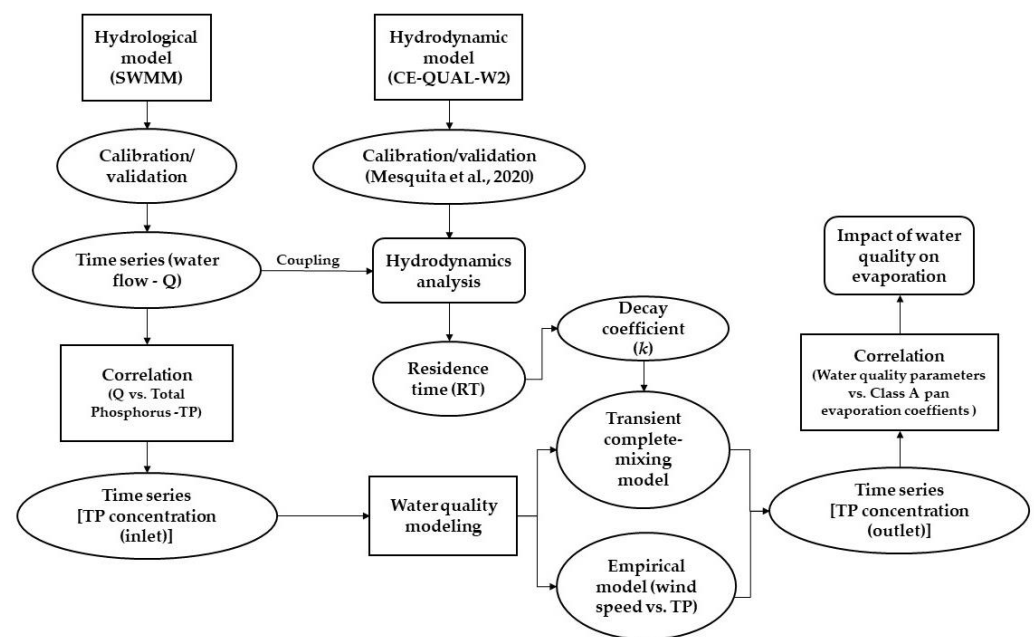 Hydrological
model
(SWMM)
Hydrodynamic
model
(CE-QUAL-W2)
Calibration/
validation
Calibration/validation
(Mesquita et al., 2020)
Time series (water
flow - Q)
Coupling
Hydrodynamics
analysis
Impact of water
quality on
evaporation
Decay
coefficient
(k)
Correlation
(Q vs. Total
Phosphorus -TP)
Residence
time (RT)
Correlation
(Water quality parameters
vs. Class A pan
evaporation coeffients )
Transient
complete-
mixing
model
Time series
[TP concentration
(inlet)]
Water quality
modeling
Time series
[TP concentration
(outlet)]
Empirical
model (wind
speed vs. TP)